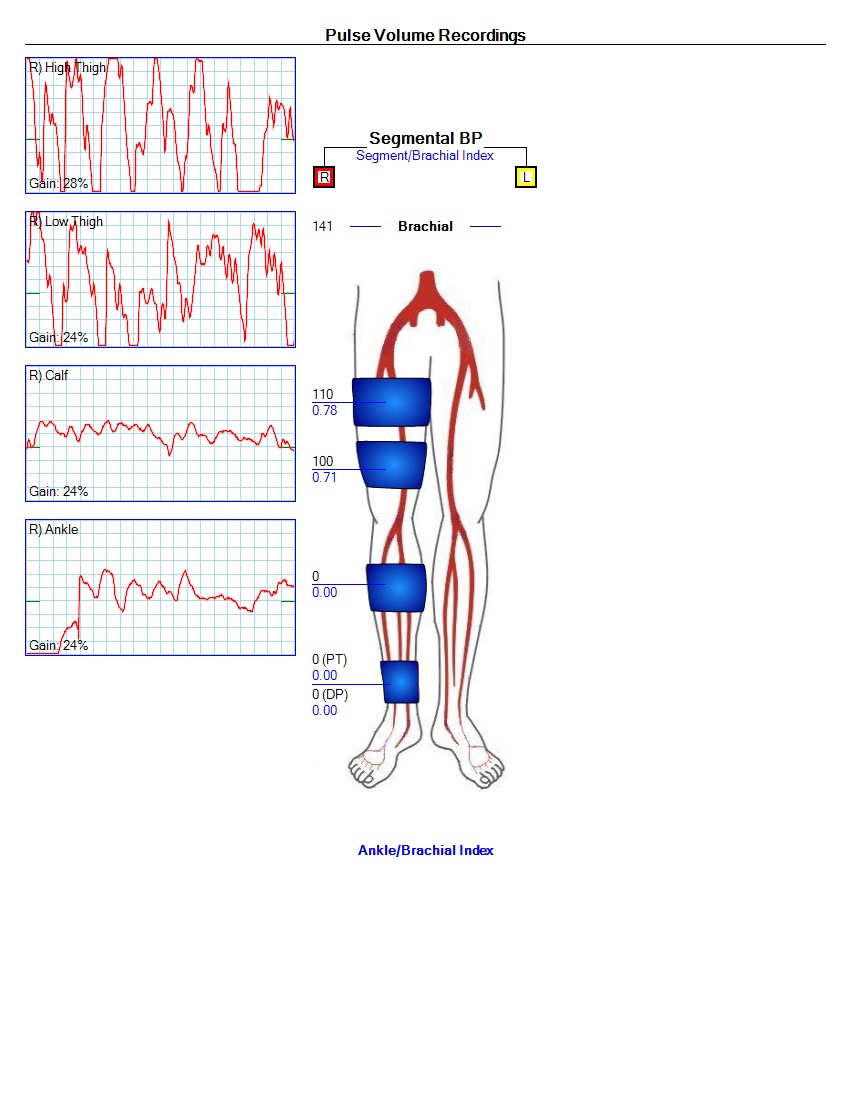 Pulse Volume Recordings
R) High Thigh
Gain: 28%
R) Low Thigh
Gain: 24%
R) Calf
Gain: 24%
R) Ankle
Gain: 24%
Segmental BP
Segment/Brachial Index
R
L
141
Brachial
110
0.78
100
0.71
0
0.00
0 (PT)
0.00
0 (DP)
0.00
Ankle/Brachial Index